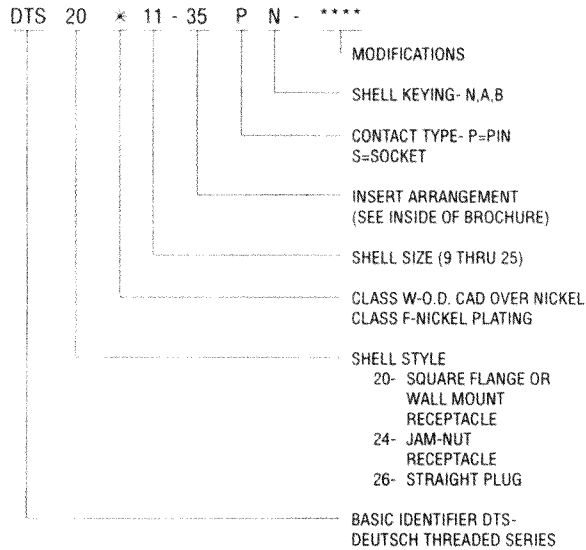 DTS 20 * 11 - 35 P N - ****
MODIFICATIONS
SHELL KEYING- N,A,B
CONTACT TYPE- P=PIN
S=SOCKET
INSERT ARRANGEMENT
(SEE INSIDE OF BROCHURE)
SHELL SIZE (9 THRU 25)
CLASS W-O.D. CAD OVER NICKEL
CLASS F-NICKEL PLATING
SHELL STYLE
20- SQUARE FLANGE OR
WALL MOUNT
RECEPTACLE
24- JAM-NUT
RECEPTACLE
26- STRAIGHT PLUG
BASIC IDENTIFIER DTS-
DEUTSCH THREADED SERIES